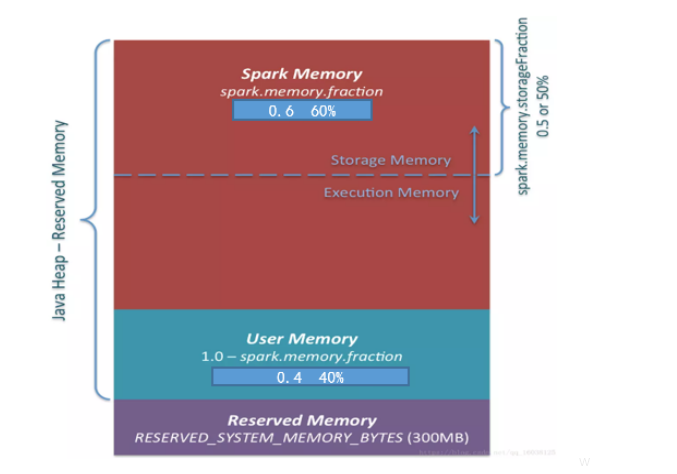 Spark Memory
spark.memory.fraction
0.6 60%
Storage Memory
Execution Memory
User Memory
1.0 – spark.memory.fraction
0.4 40%
Reserved Memory
RESERVED_SYSTEM_MEMORY_BYTES (300MB)
Java Heap – Reserved Memory
spark.memory.storageFraction
0.5 or 50%
W